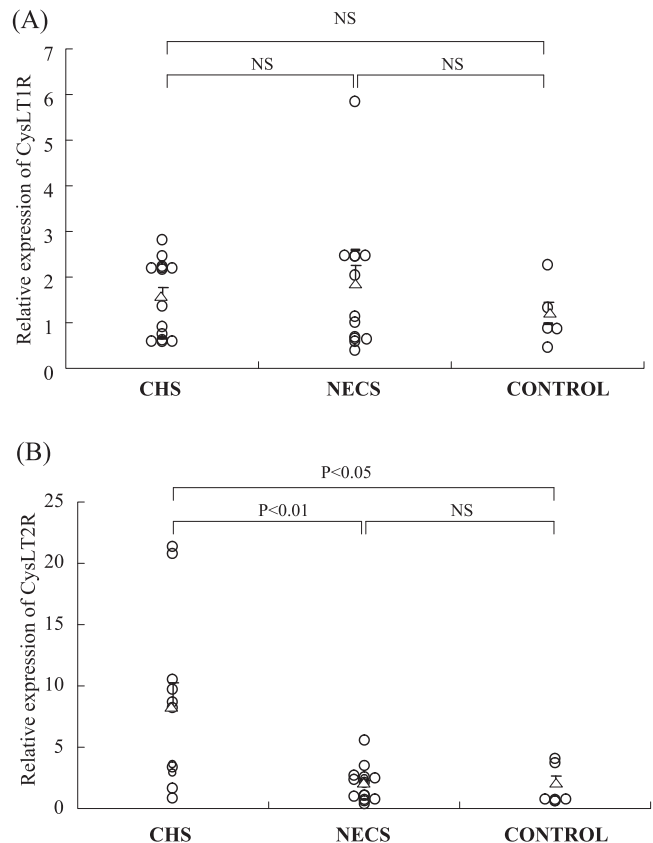 (A)
NS
NS
NS
Relative expression of CysLT1R
7
6
5
4
3
2
1
0
CHS
NECS
CONTROL
(B)
P<0.05
P<0.01
NS
Relative expression of CysLT2R
25
20
15
10
5
0
CHS
NECS
CONTROL